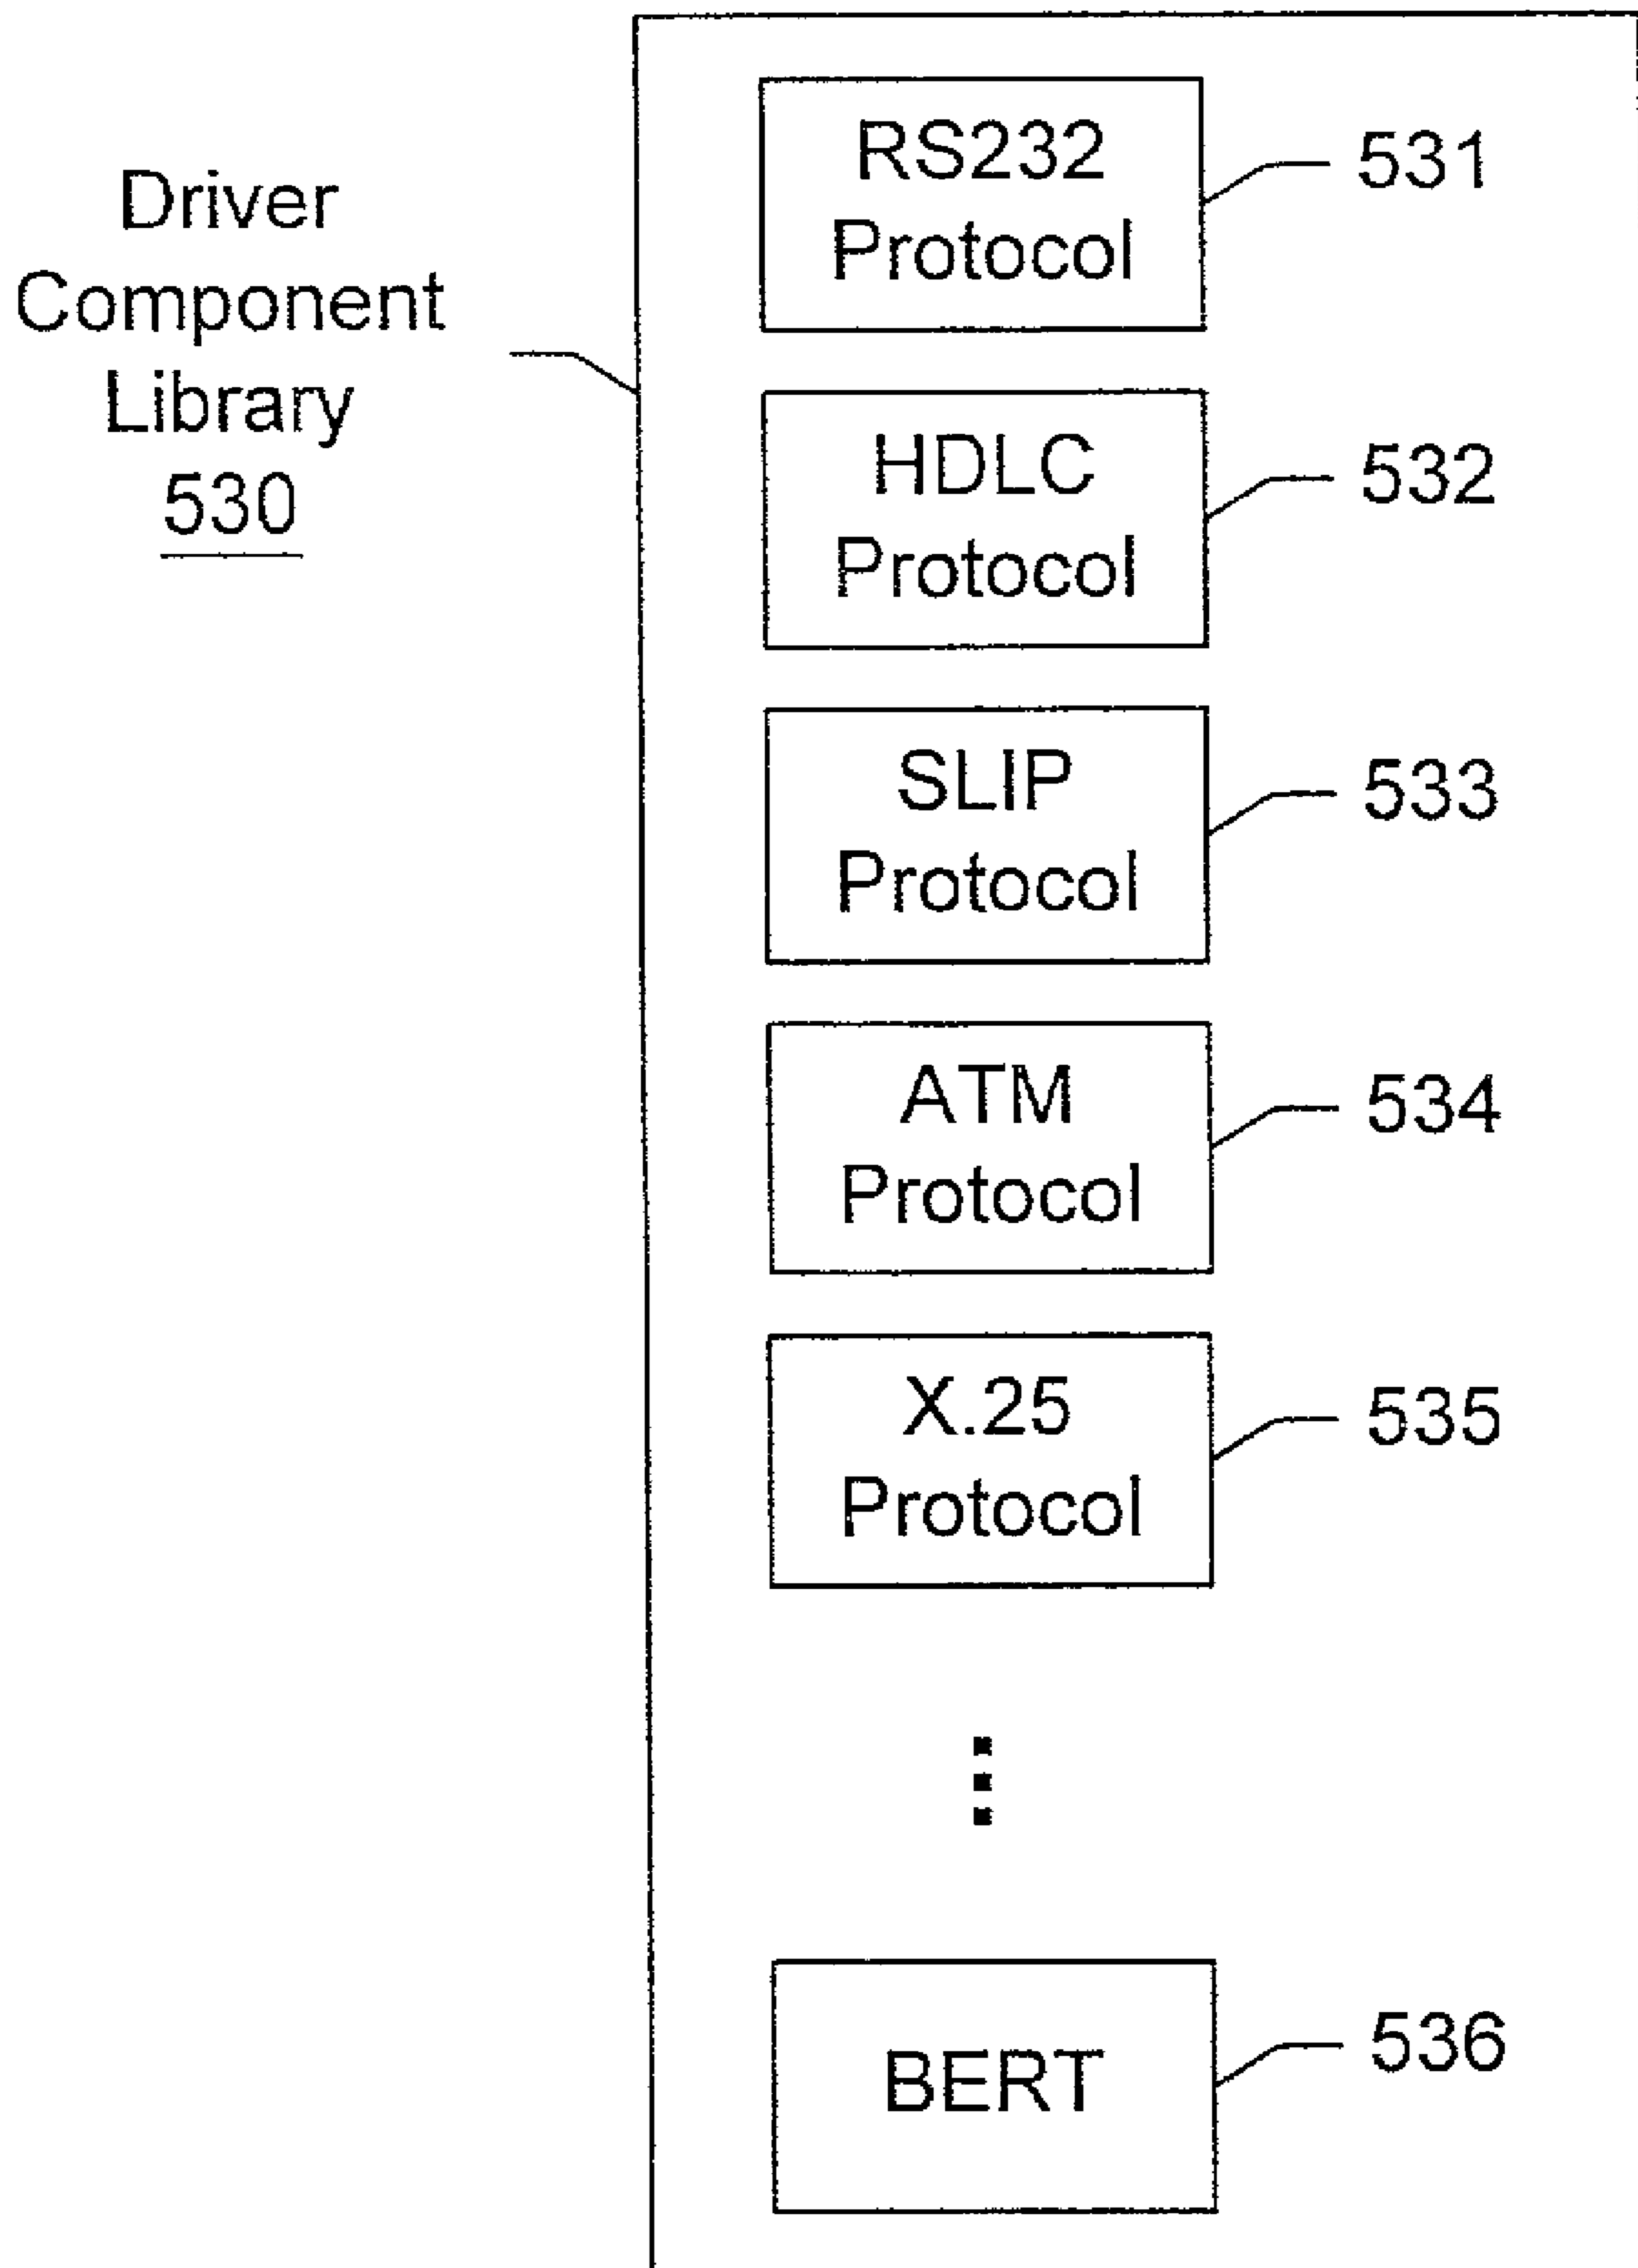 Driver
Component
Library
530
RS232
Protocol
531
HDLC
Protocol
532
SLIP
Protocol
533
ATM
Protocol
534
X.25
Protocol
535
BERT
536